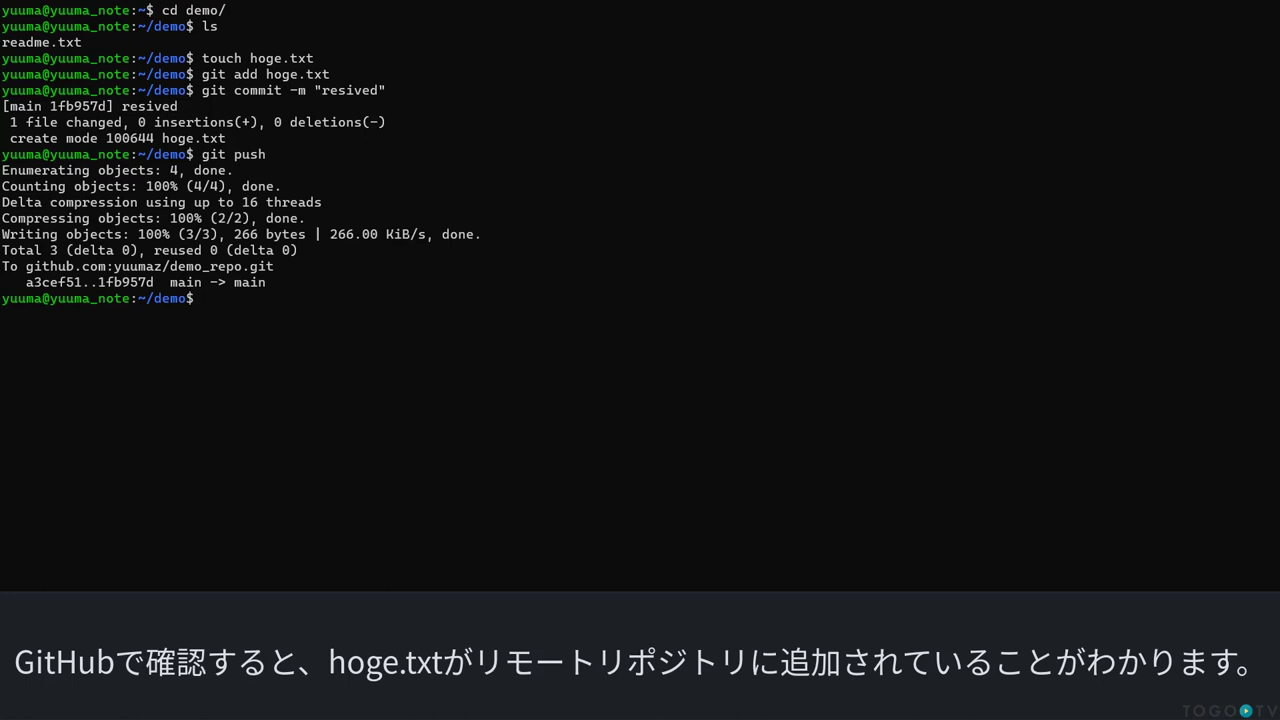 yuuma@yuuma_note:~$ cd demo/
yuuma@yuuma_note:~/demo$ ls
readme.txt
yuuma@yuuma_note:~/demo$ touch hoge.txt
yuuma@yuuma_note:~/demo$ git add hoge.txt
yuuma@yuuma_note:~/demo$ git commit -m "resived"
[main 1fb957d] resived
 1 file changed, 0 insertions(+), 0 deletions(-)
 create mode 100644 hoge.txt
yuuma@yuuma_note:~/demo$ git push
Enumerating objects: 4, done.
Counting objects: 100% (4/4), done.
Delta compression using up to 16 threads
Compressing objects: 100% (2/2), done.
Writing objects: 100% (3/3), 266 bytes | 266.00 KiB/s, done.
Total 3 (delta 0), reused 0 (delta 0)
To github.com:yuumaz/demo_repo.git
   a3cef51..1fb957d  main -> main
yuuma@yuuma_note:~/demo$
GitHubで確認すると、hoge.txtがリモートリポジトリに追加されていることがわかります。
TOGO TV